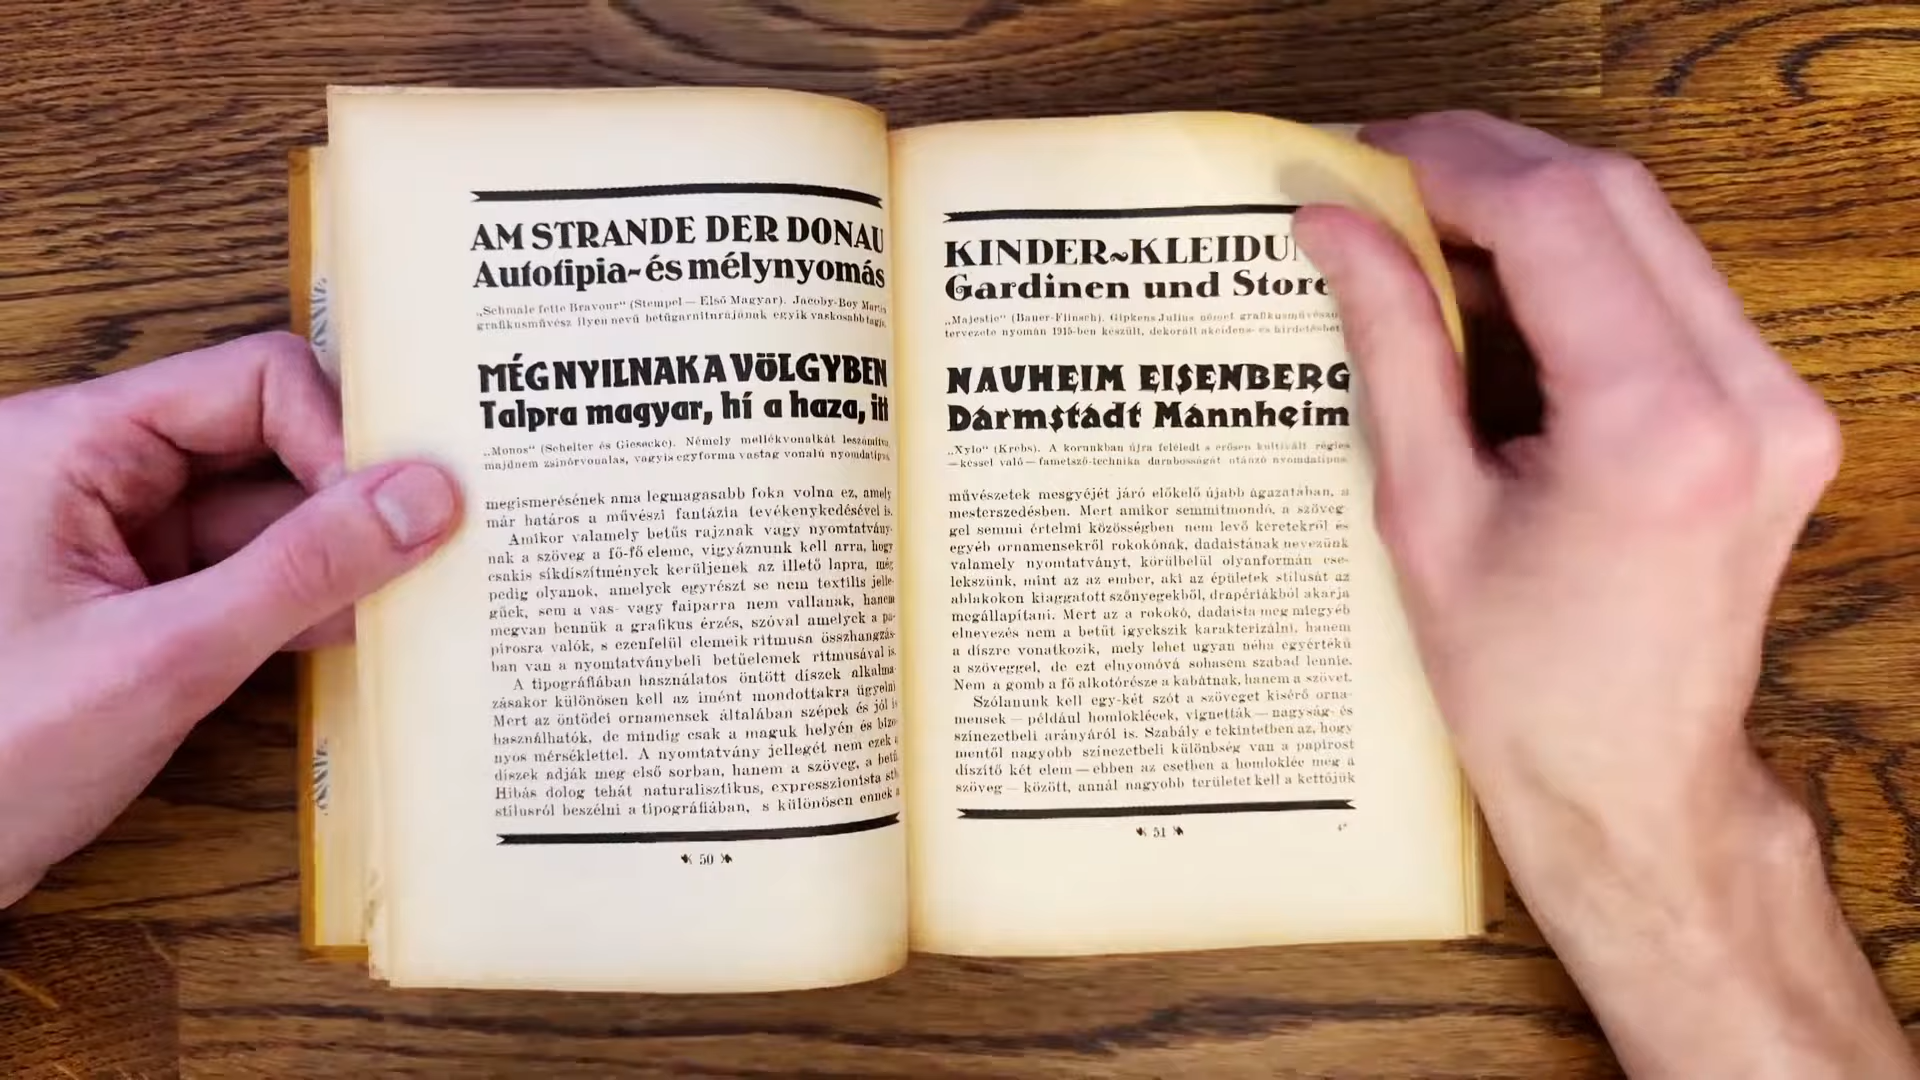 AM STRANDE DER DONAU
Autotipia- és mélynyomás
„Schmale fette Bravour“ (Stempel — Első Magyar). Jacoby-Boy Martin
grafikusművész ilyen nevű betűgarniturájának egyik vaskosabb tagja.
MÉG NYILNAK A VÖLGYBEN
Talpra magyar, hí a haza, itt
„Monos“ (Schelter és Giesecke). Némely mellékvonalkát leszámítva,
majdnem zsinórvonalas, vagyis egyforma vastag vonalú nyomdatípus.
megismerésének ama legmagasabb foka volna ez, amely
már határos a művészi fantázia tevékenykedésével is.
Amikor valamely betűs rajznak vagy nyomtatvány-
nak a szöveg a fő-fő eleme, vigyáznunk kell arra, hogy
csakis síkdíszítmények kerüljenek az illető lapra, még
pedig olyanok, amelyek egyrészt se nem textilis jelle-
gűek, sem a vas- vagy faiparra nem vallanak, hanem
megvan bennük a grafikus érzés, szóval amelyek a pa-
pirosra valók, s ezenfelül elemeik ritmusa összhangzás-
ban van a nyomtatványbeli betűelemek ritmusával is.
A tipográfiában használatos öntött díszek alkalma-
zásakor különösen kell az imént mondottakra ügyelni
Mert az öntödei ornamensek általában szépek és jól is
használhatók, de mindig csak a maguk helyén és bizo-
nyos mérséklettel. A nyomtatvány jellegét nem ezek a
díszek adják meg első sorban, hanem a szöveg, a betű.
Hibás dolog tehát naturalisztikus, expresszionista stb.
stílusról beszélni a tipográfiában, s különösen ennek a
50
KINDER-KLEIDU
Gardinen und Store
„Majestic“ (Bauer-Flinsch). Gipkens Julius német grafikusművész
tervezete nyomán 1915-ben készült, dekorált akcidens- és hirdetésbet
NAUHEIM EISENBERG
Darmstadt Mannheim
„Xylo“ (Krebs). A korunkban újra feléledt s erősen kultivált régies
—késsel való—fametsző-technika darabosságát utánzó nyomdatípus.
művészetek mesgyéjét járó előkelő újabb ágazatában, a
mesterszedésben. Mert amikor semmitmondó, a szöveg-
gel semmi értelmi közösségben nem levő keretekről és
egyéb ornamensekről rokokónak, dadaistának nevezünk
valamely nyomtatványt, körülbelül olyanformán cse-
lekszünk, mint az az ember, aki az épületek stílusát az
ablakokon kiaggatott szőnyegekből, drapériákból akarja
megállapítani. Mert az a rokokó, dadaista meg miegyéb
elnevezés nem a betűt igyekszik karakterizálni, hanem
a díszre vonatkozik, mely lehet ugyan néha egyértékű
a szöveggel, de ezt elnyomóvá sohasem szabad lennie.
Nem a gomb a fő alkotórésze a kabátnak, hanem a szövet.
Szólanunk kell egy-két szót a szöveget kísérő orna-
mensek — például homloklécek, vignetták — nagyság- és
színezetbeli arányáról is. Szabály e tekintetben az, hogy
mentől nagyobb színezetbeli különbség van a papirost
díszítő két elem — ebben az esetben a homlokléc meg a
szöveg — között, annál nagyobb területet kell a kettőjük
51
4*